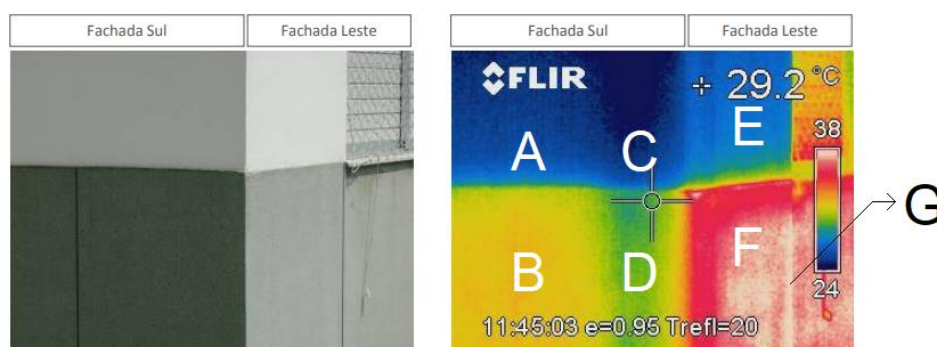 Fachada Sul
Fachada Leste
Fachada Sul
Fachada Leste
FLIR
29.2 °C
38
A
C
E
G
B
D
F
24
11:45:03 e=0.95 Trefl=20